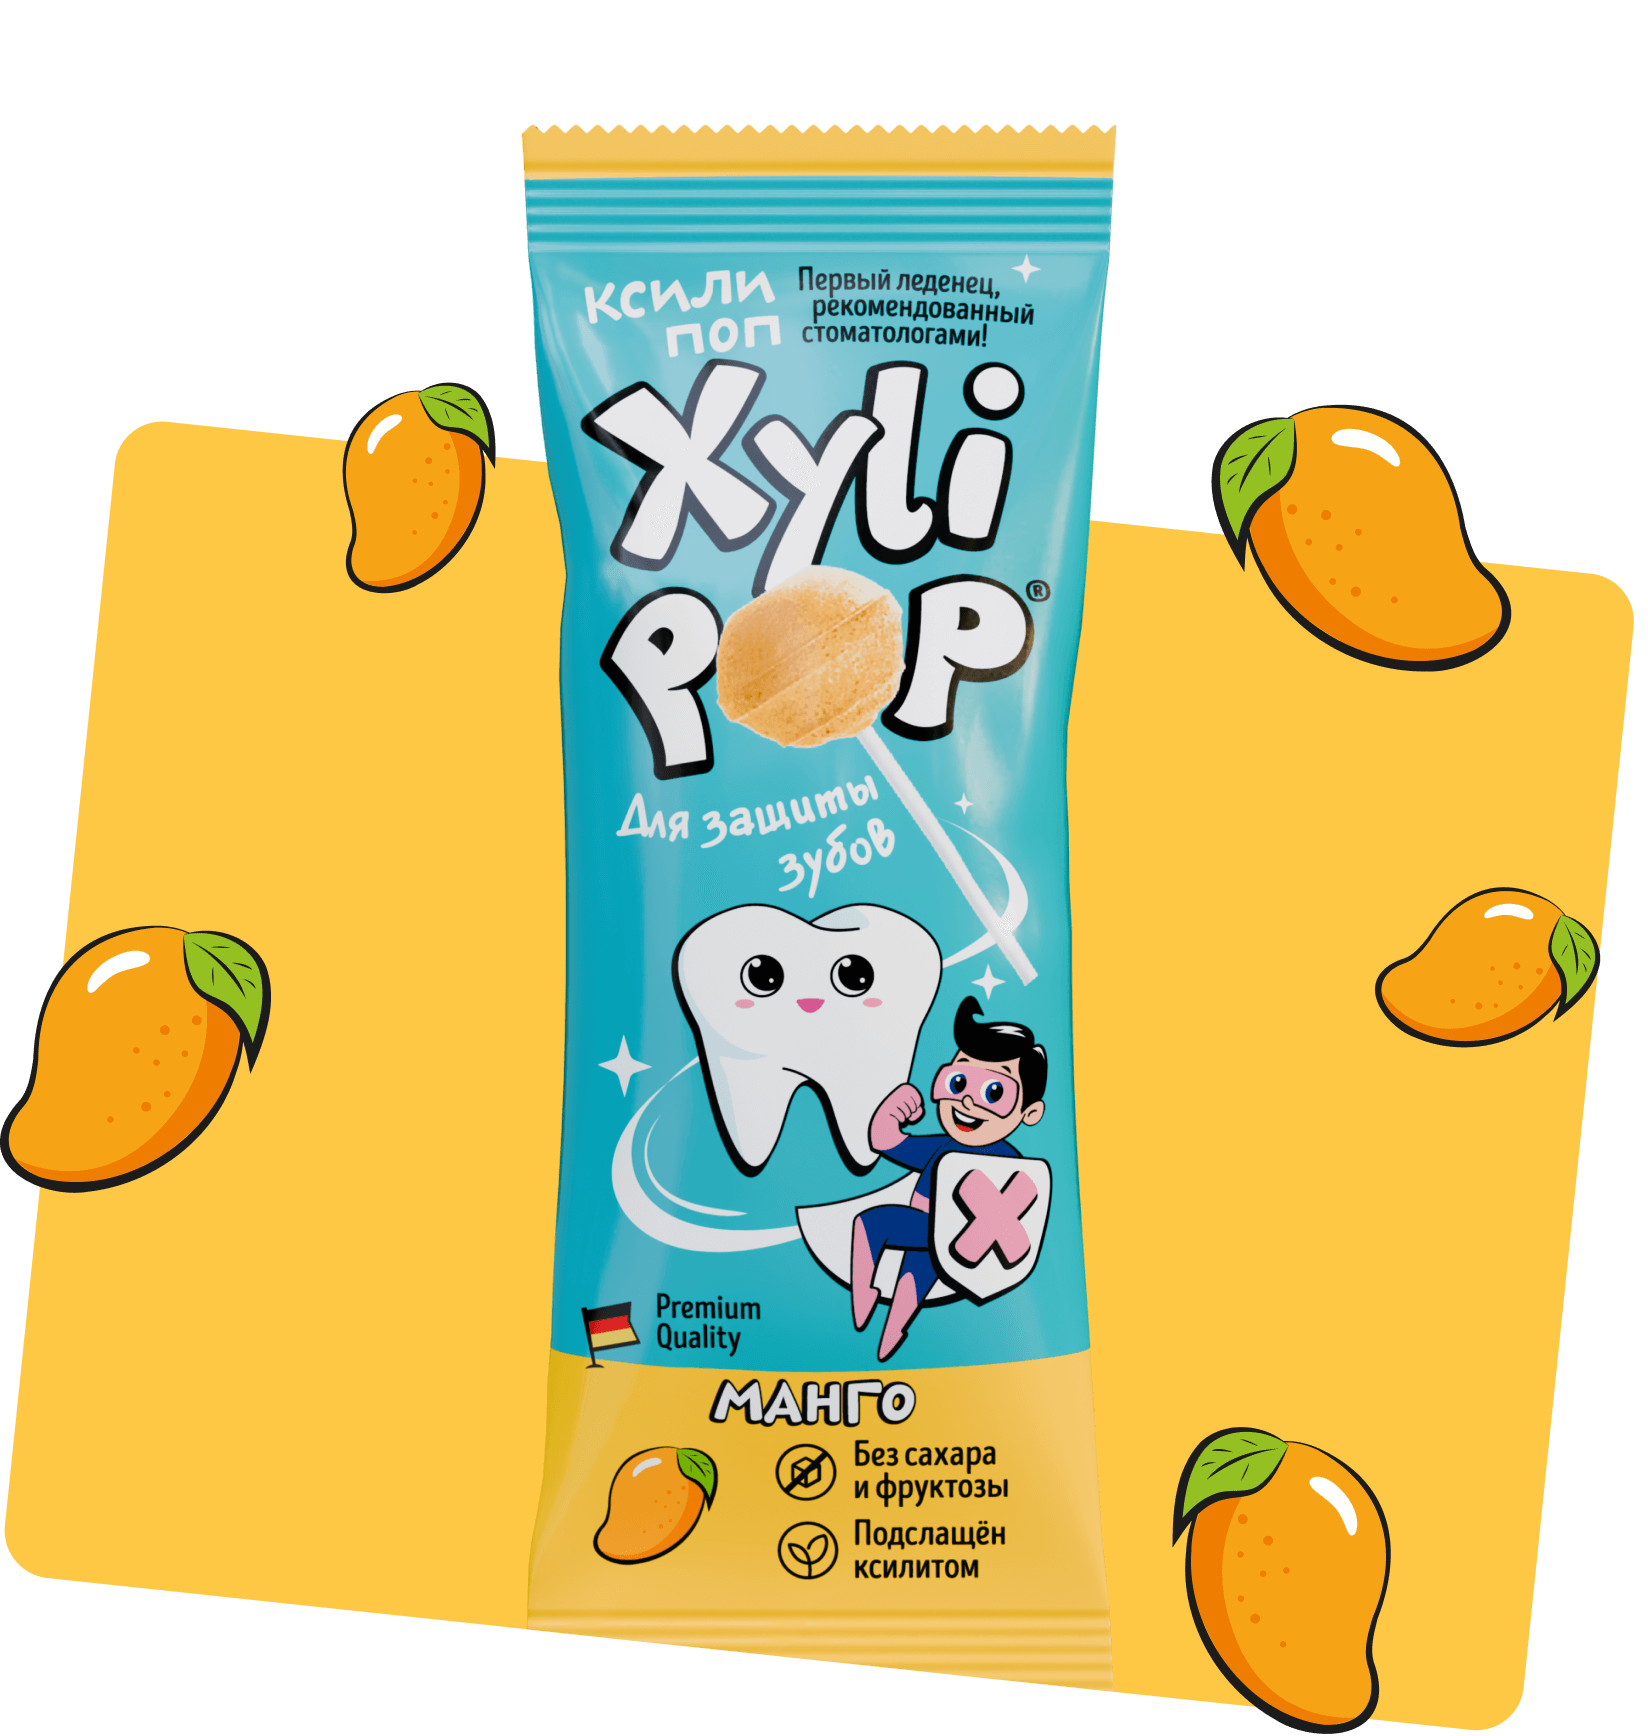 КСИЛИ
ПОП
Первый леденец,
рекомендованный
стоматологами!
Xyli
POP®
Для защиты
зубов
X
Premium
Quality
МАНГО
Без сахара
и фруктозы
Подслащён
ксилитом